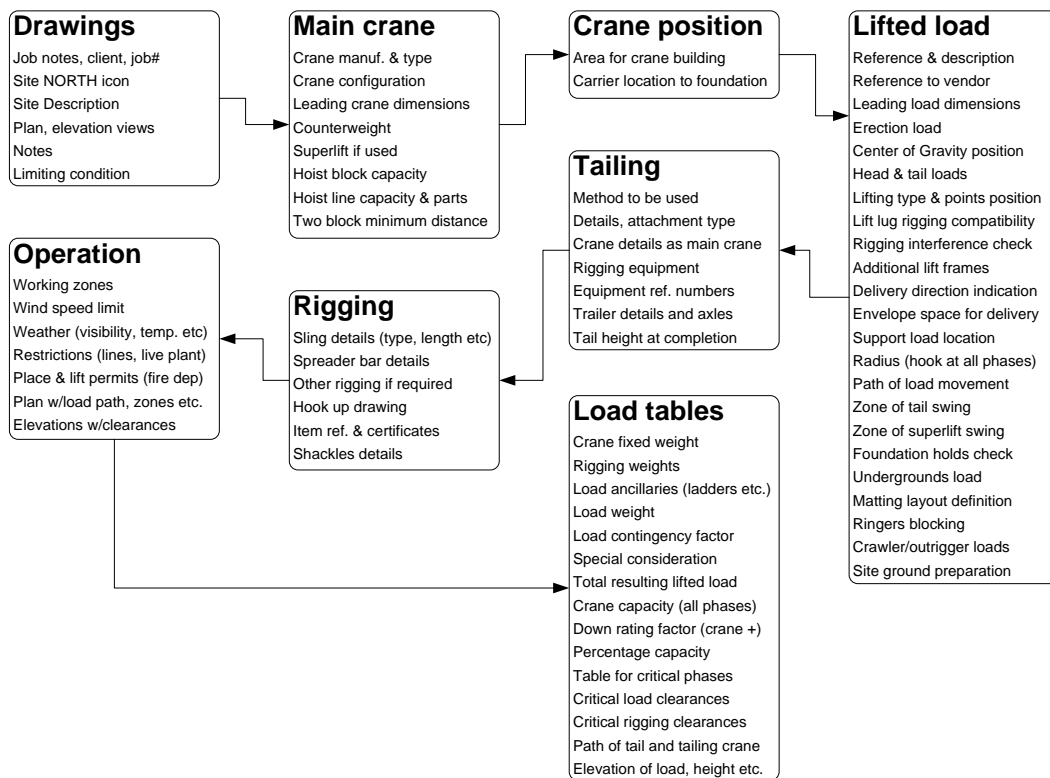 Drawings
Job notes, client, job#
Site NORTH icon
Site Description
Plan, elevation views
Notes
Limiting condition
Main crane
Crane manuf. & type
Crane configuration
Leading crane dimensions
Counterweight
Superlift if used
Hoist block capacity
Hoist line capacity & parts
Two block minimum distance
Crane position
Area for crane building
Carrier location to foundation
Lifted load
Reference & description
Reference to vendor
Leading load dimensions
Erection load
Center of Gravity position
Head & tail loads
Lifting type & points position
Lift lug rigging compatibility
Rigging interference check
Additional lift frames
Delivery direction indication
Envelope space for delivery
Support load location
Radius (hook at all phases)
Path of load movement
Zone of tail swing
Zone of superlift swing
Foundation holds check
Undergrounds load
Matting layout definition
Ringers blocking
Crawler/outrigger loads
Site ground preparation
Tailing
Method to be used
Details, attachment type
Crane details as main crane
Rigging equipment
Equipment ref. numbers
Trailer details and axles
Tail height at completion
Rigging
Sling details (type, length etc)
Spreader bar details
Other rigging if required
Hook up drawing
Item ref. & certificates
Shackles details
Operation
Working zones
Wind speed limit
Weather (visibility, temp. etc)
Restrictions (lines, live plant)
Place & lift permits (fire dep)
Plan w/load path, zones etc.
Elevations w/clearances
Load tables
Crane fixed weight
Rigging weights
Load ancillaries (ladders etc.)
Load weight
Load contingency factor
Special consideration
Total resulting lifted load
Crane capacity (all phases)
Down rating factor (crane +)
Percentage capacity
Table for critical phases
Critical load clearances
Critical rigging clearances
Path of tail and tailing crane
Elevation of load, height etc.